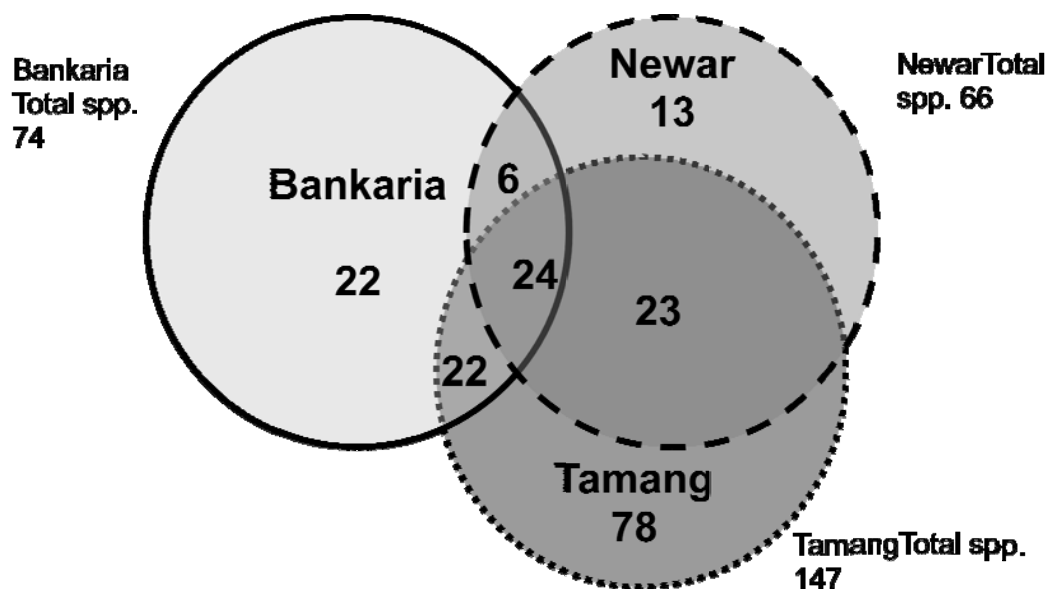 Bankaria
Total spp.
74
NewarTotal
spp. 66
Newar
13
6
Bankaria
22
24
23
22
Tamang
78
TamangTotal spp.
147